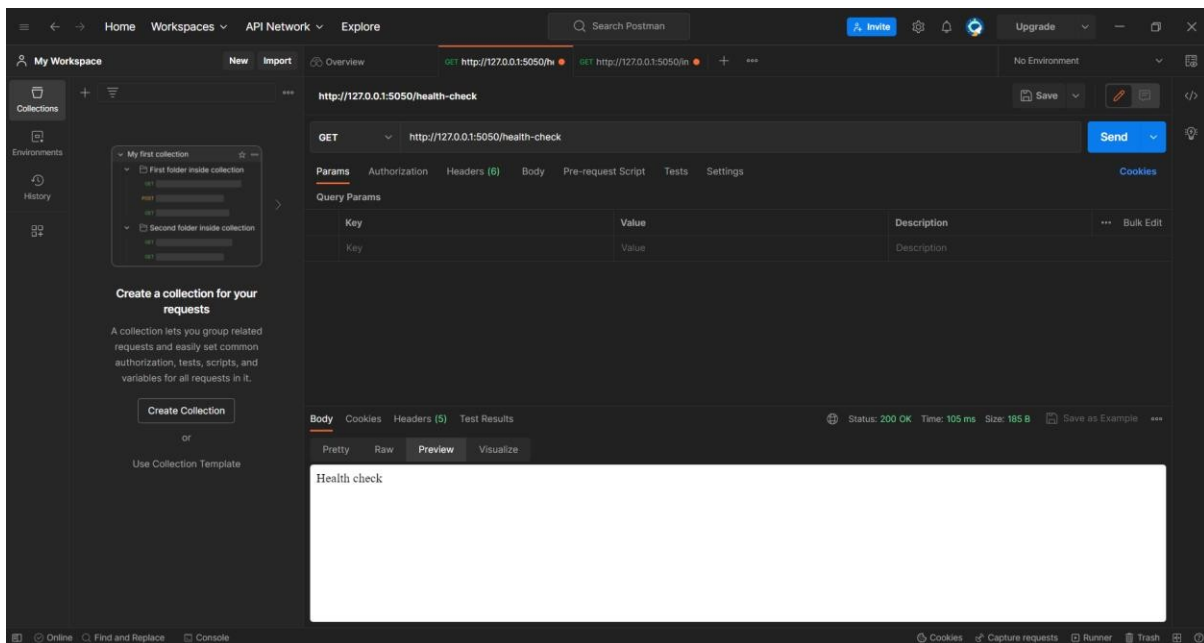 Home Workspaces API Network Explore Search Postman Invite Upgrade
My Workspace New Import Overview GET http://127.0.0.1:5050/he GET http://127.0.0.1:5050/in No Environment
Collections
Environments
History
http://127.0.0.1:5050/health-check Save
GET http://127.0.0.1:5050/health-check Send
Params Authorization Headers (6) Body Pre-request Script Tests Settings Cookies
Query Params
Key Value Description Bulk Edit
Key Value Description
My first collection
First folder inside collection
GET
POST
GET
Second folder inside collection
GET
GET
Create a collection for your
requests
A collection lets you group related
requests and easily set common
authorization, tests, scripts, and
variables for all requests in it.
Create Collection
or
Use Collection Template
Body Cookies Headers (5) Test Results Status: 200 OK Time: 105 ms Size: 185 B Save as Example
Pretty Raw Preview Visualize
Health check
Online Find and Replace Console Cookies Capture requests Runner Trash